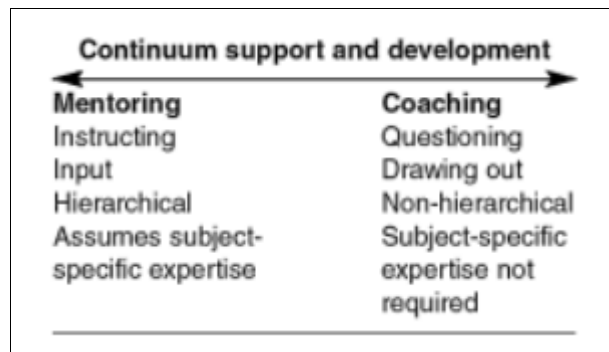 Continuum support and development
Mentoring
Instructing
Input
Hierarchical
Assumes subject-
specific expertise
Coaching
Questioning
Drawing out
Non-hierarchical
Subject-specific
expertise not
required